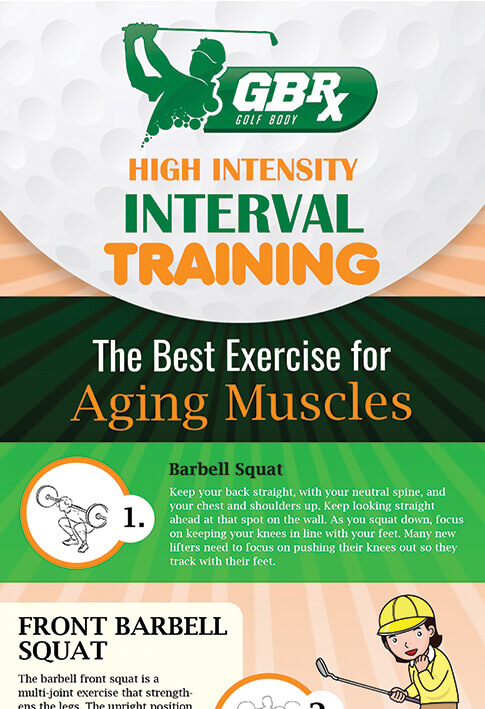 GBRX
GOLF BODY
HIGH INTENSITY
INTERVAL
TRAINING
The Best Exercise for
Aging Muscles
Barbell Squat
1.
Keep your back straight, with your neutral spine, and
your chest and shoulders up. Keep looking straight
ahead at that spot on the wall. As you squat down, focus
on keeping your knees in line with your feet. Many new
lifters need to focus on pushing their knees out so they
track with their feet.
FRONT BARBELL
SQUAT
The barbell front squat is a
multi-joint exercise that strength-
ens the legs. The upright position